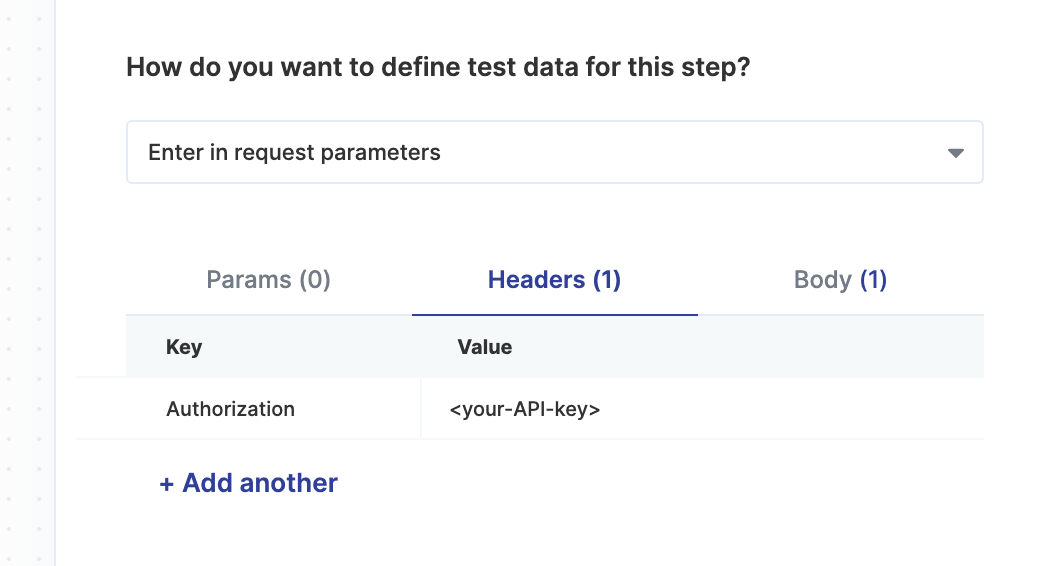 How do you want to define test data for this step?
Enter in request parameters
Params (0) Headers (1) Body (1)
Key Value
Authorization <your-API-key>
+ Add another